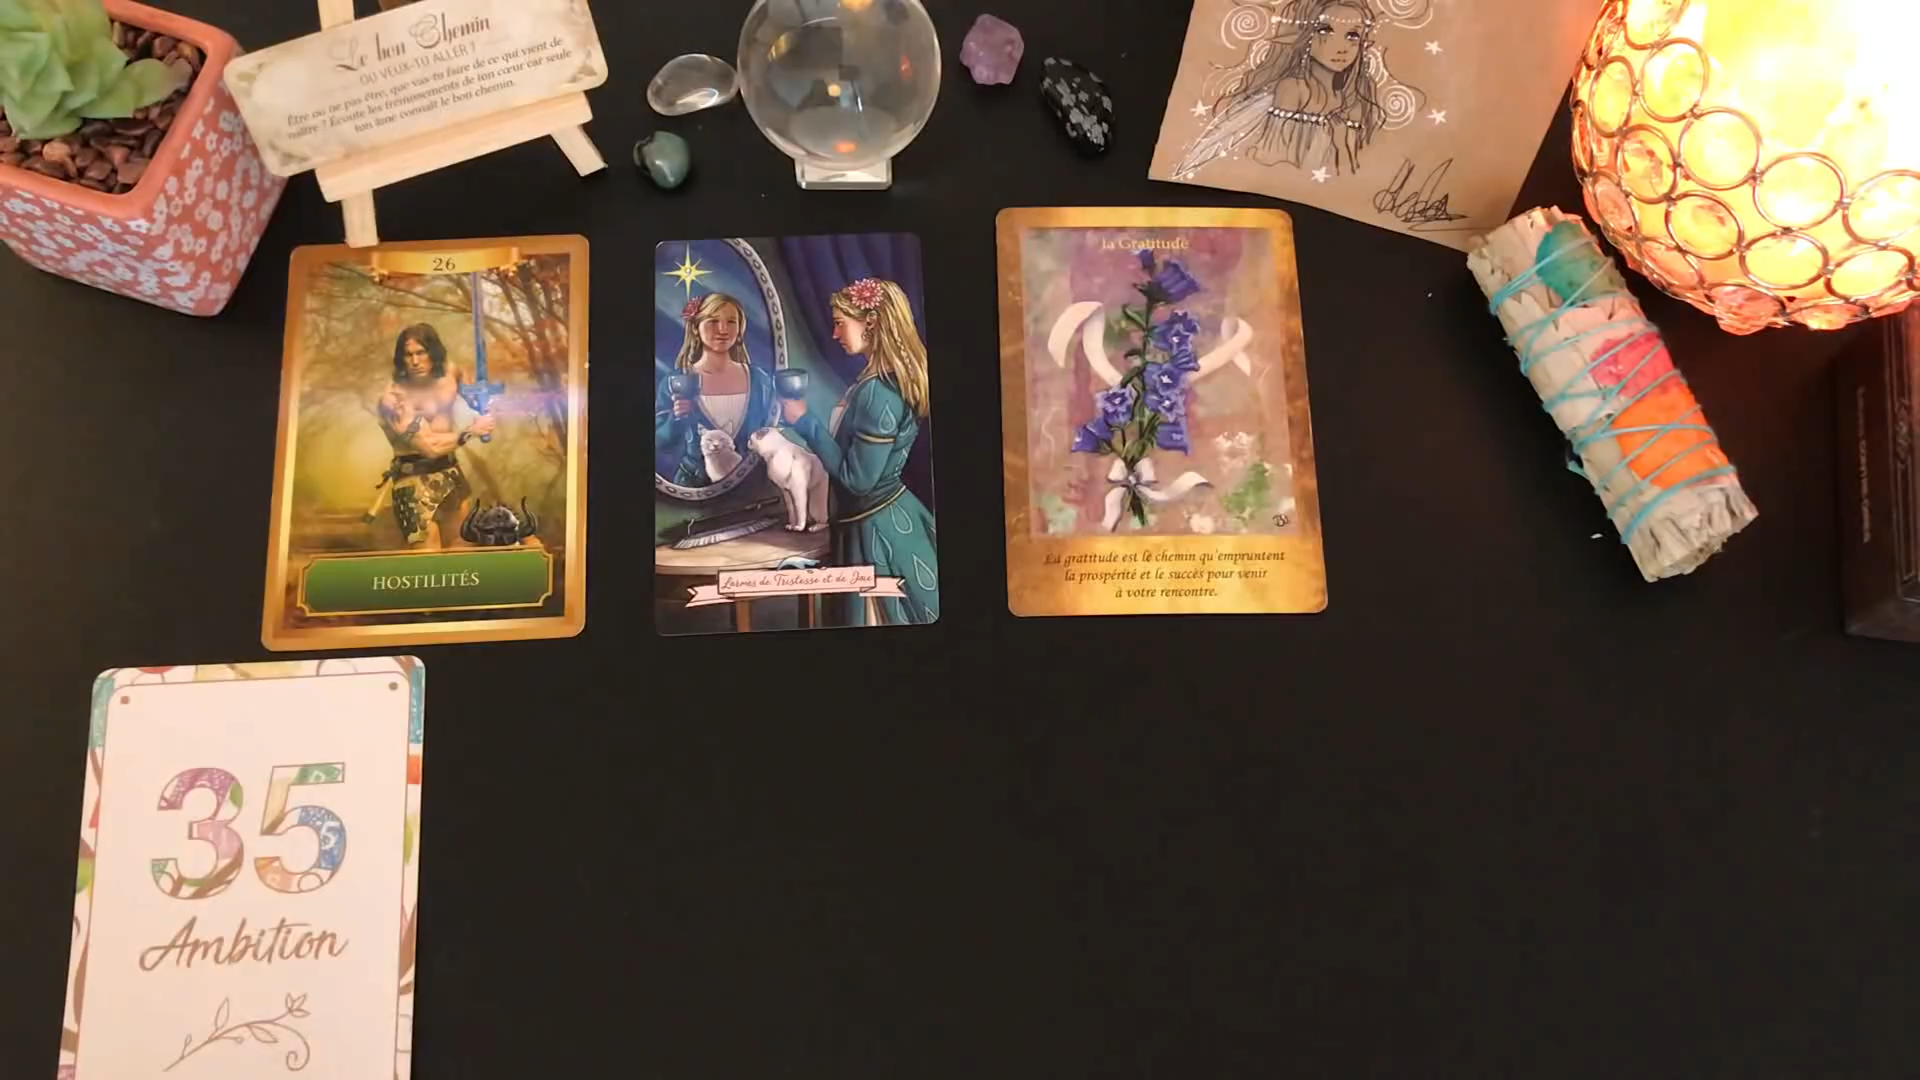 Le bon Chemin
OU VEUX-TU ALLER ?
Être ou ne pas être, que vas-tu faire de ce qui vient de
naître ? Écoute les frémissements de ton cœur car seule
ton âme connaît le bon chemin.
26
HOSTILITÉS
9
Larmes de Tristesse et de Joie
la Gratitude
La gratitude est le chemin qu'empruntent
la prospérité et le succès pour venir
à votre rencontre.
35
Ambition